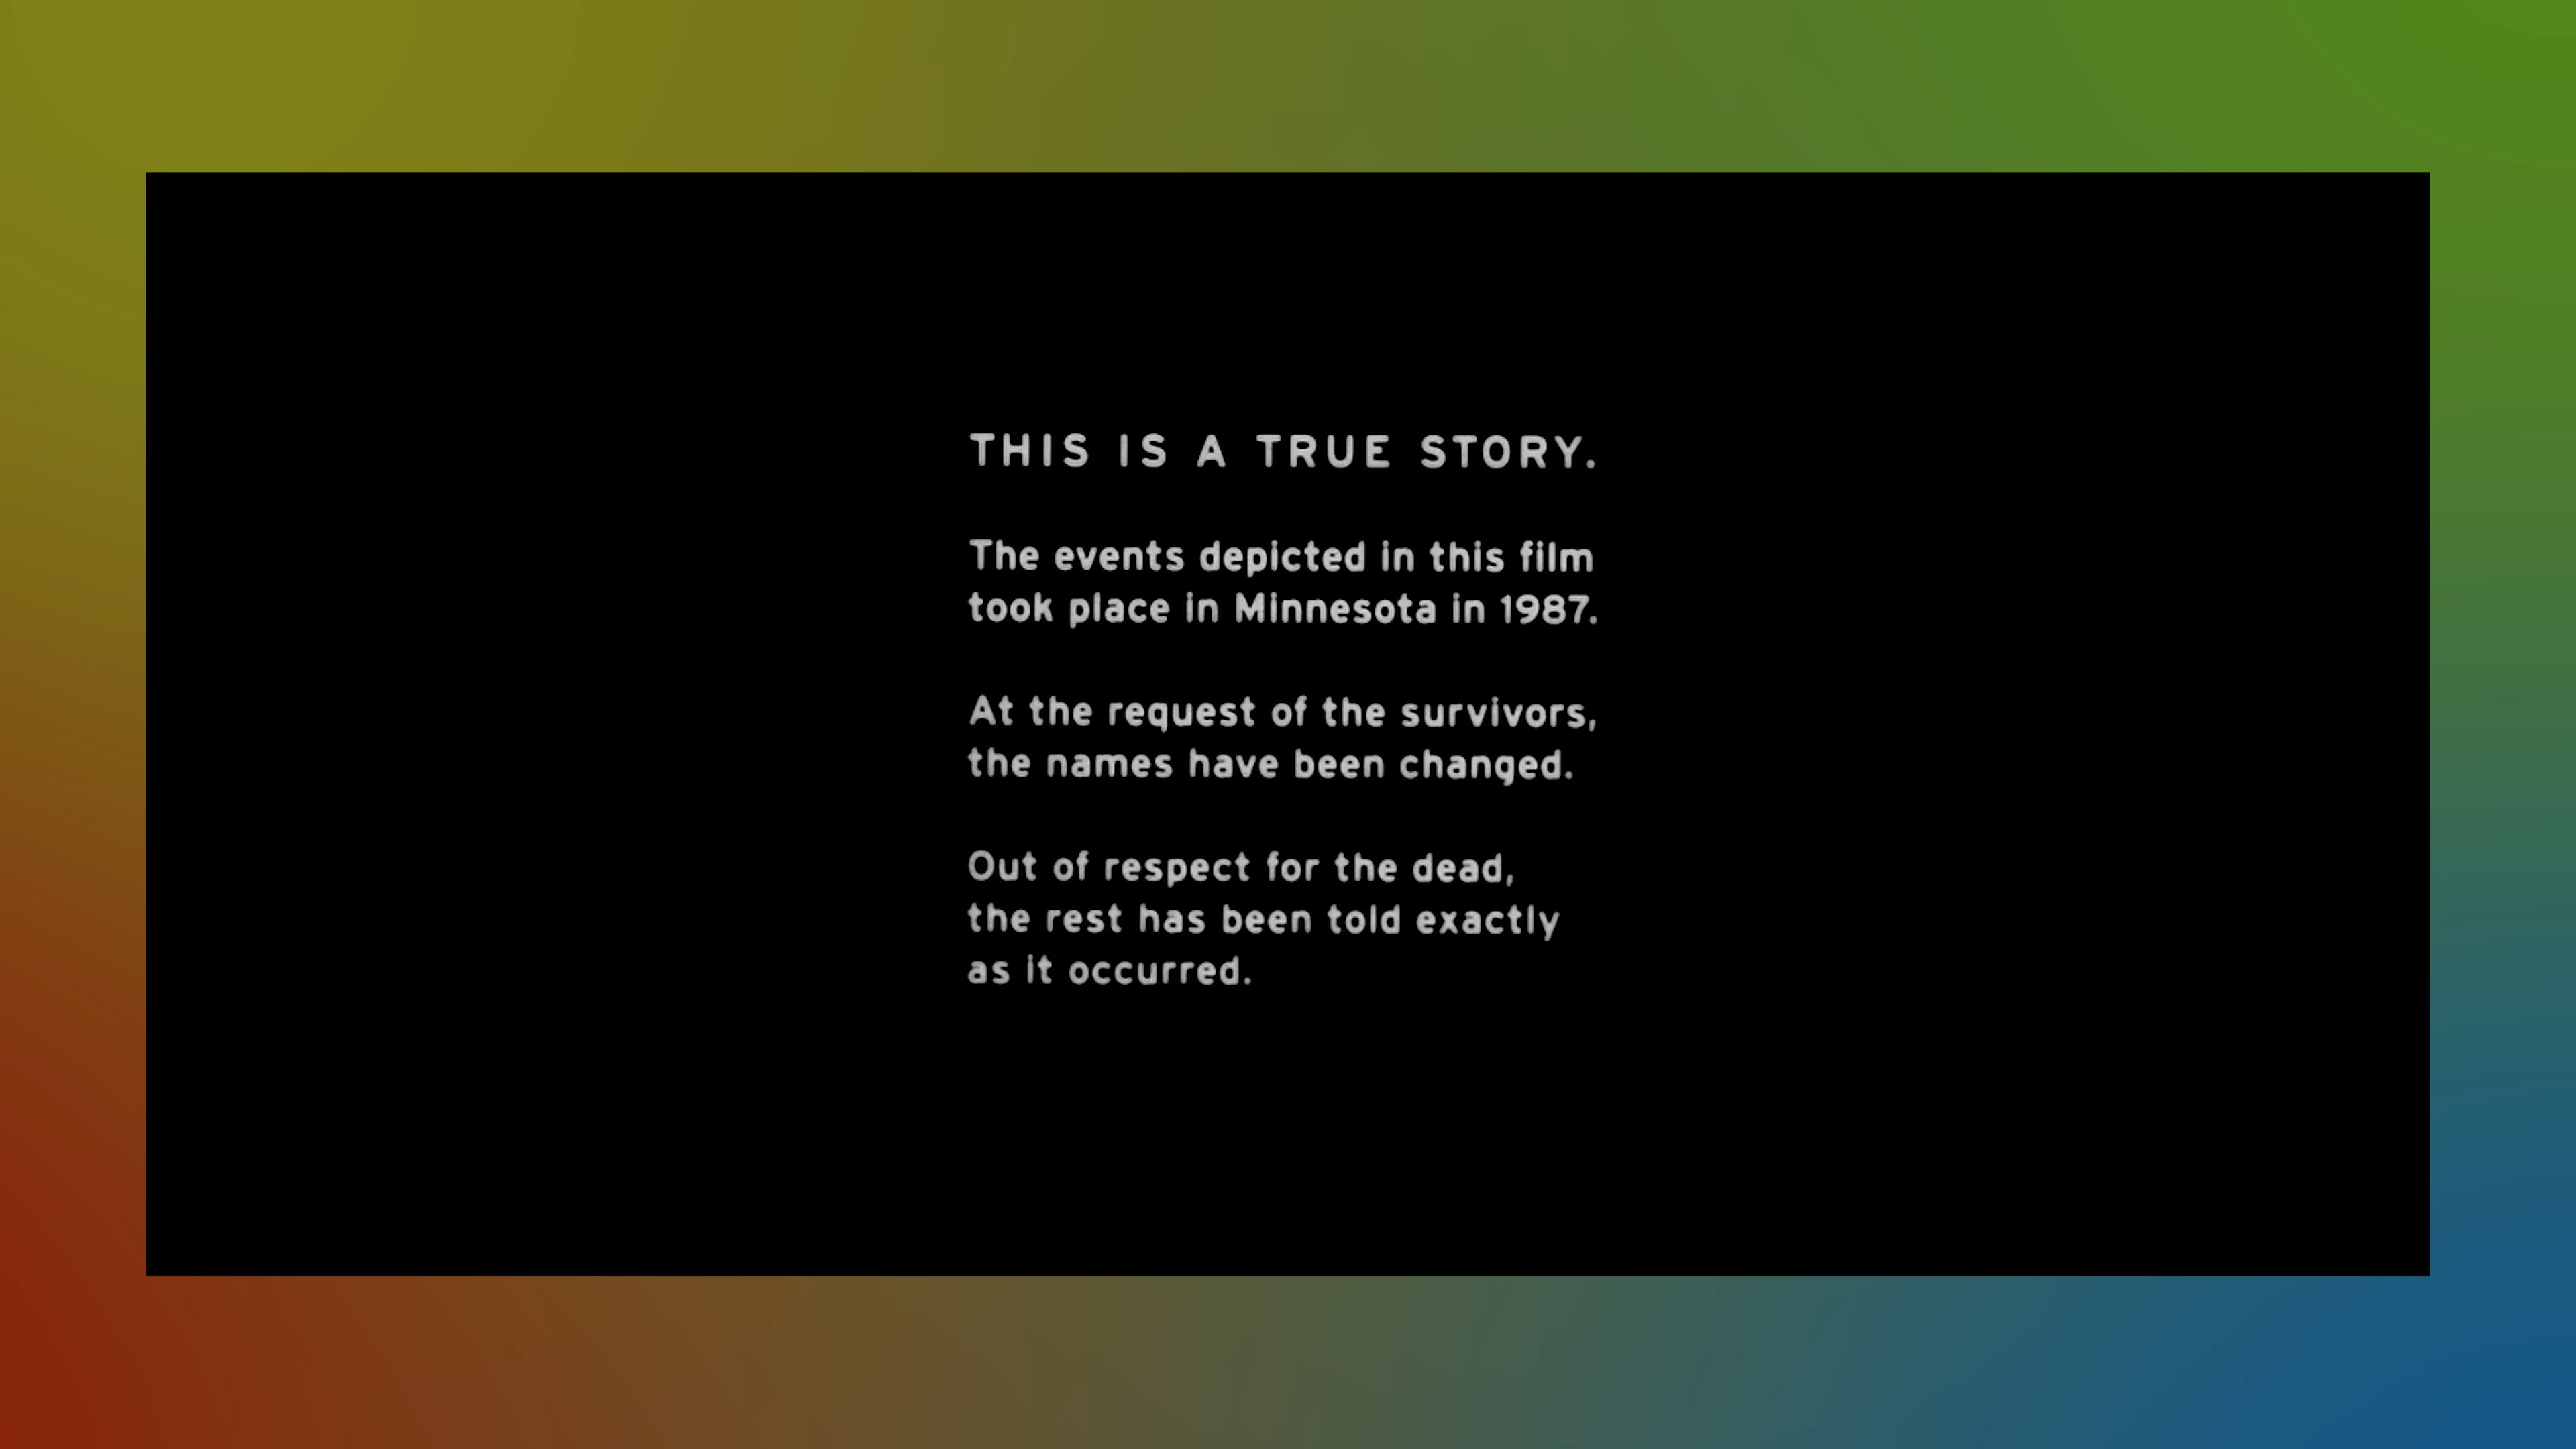 THIS IS A TRUE STORY.
The events depicted in this film
took place in Minnesota in 1987.
At the request of the survivors,
the names have been changed.
Out of respect for the dead,
the rest has been told exactly
as it occurred.